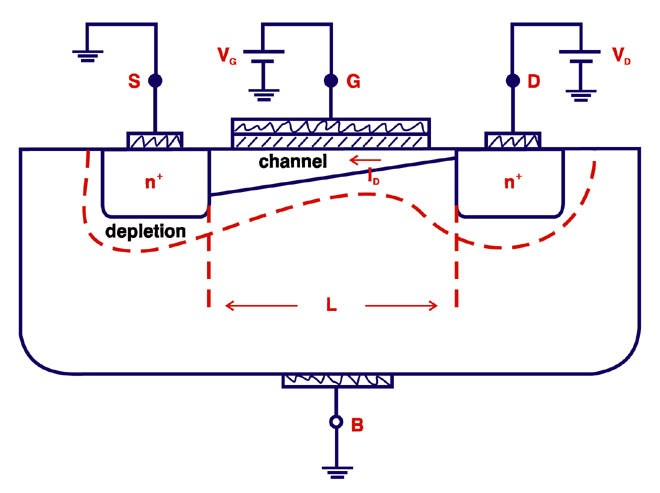 V_G
V_D
S
G
D
channel
I_D
n⁺
n⁺
depletion
L
B